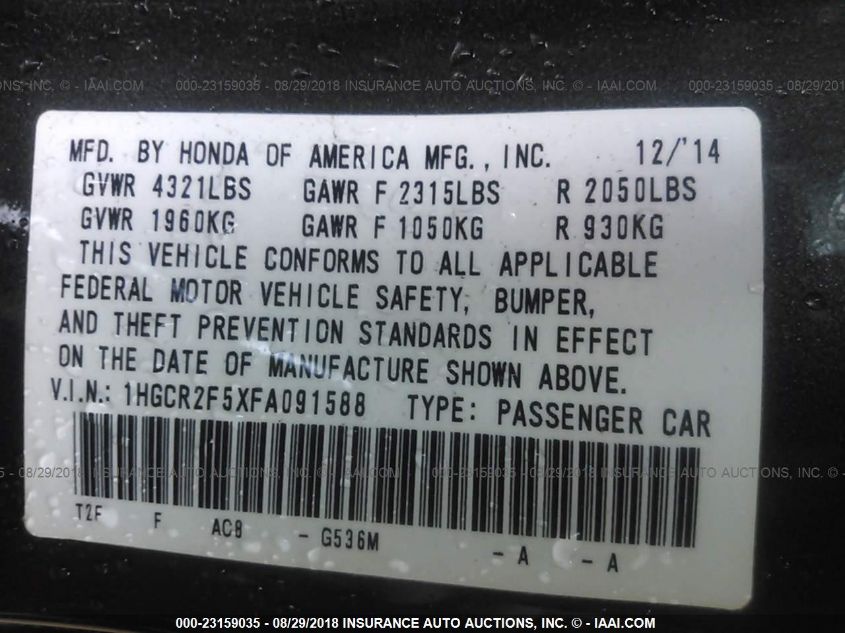 000-23159035 - 08/29/2018 INSURANCE AUTO AUCTIONS, INC. © - IAAI.COM
MFD. BY HONDA OF AMERICA MFG., INC. 12/'14
GVWR 4321LBS GAWR F 2315LBS R 2050LBS
GVWR 1960KG GAWR F 1050KG R 930KG
THIS VEHICLE CONFORMS TO ALL APPLICABLE
FEDERAL MOTOR VEHICLE SAFETY, BUMPER,
AND THEFT PREVENTION STANDARDS IN EFFECT
ON THE DATE OF MANUFACTURE SHOWN ABOVE.
V.I.N.: 1HGCR2F5XFA091588 TYPE: PASSENGER CAR
T2F F AC8 - G536M - A - A
000-23159035 - 08/29/2018 INSURANCE AUTO AUCTIONS, INC. © - IAAI.COM